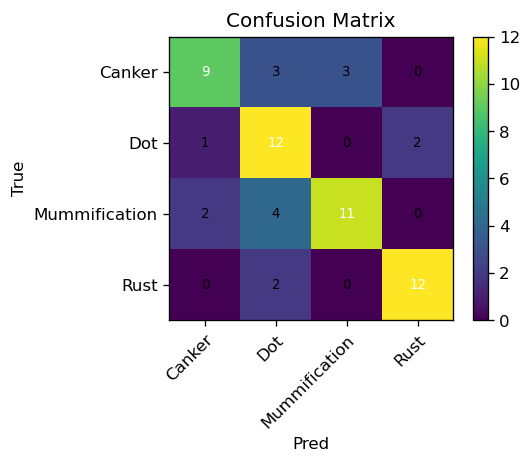 Confusion Matrix
Canker 9 3 3 0
Dot 1 12 0 2
Mummification 2 4 11 0
Rust 0 2 0 12
True
Canker Dot Mummification Rust
Pred
12
10
8
6
4
2
0